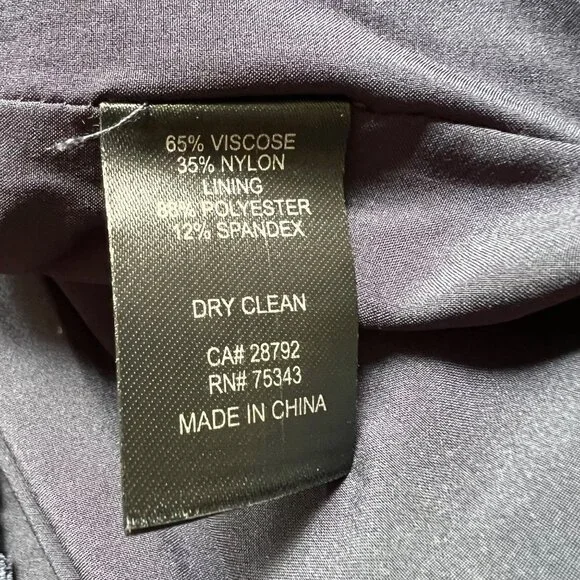 65% VISCOSE
35% NYLON
LINING
88% POLYESTER
12% SPANDEX
DRY CLEAN
CA# 28792
RN# 75343
MADE IN CHINA